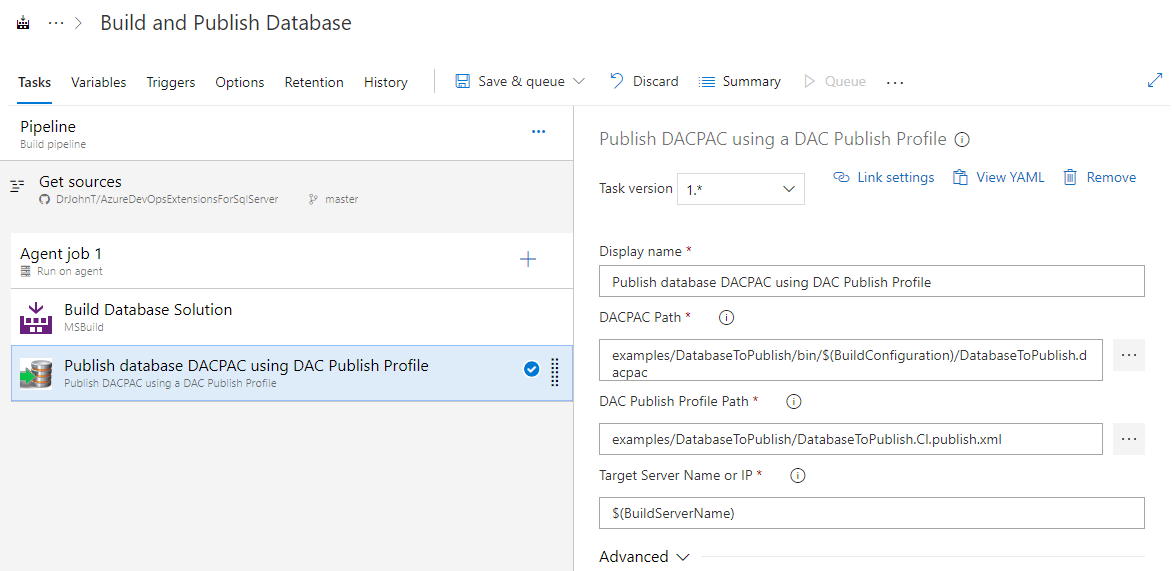 ... > Build and Publish Database
Tasks Variables Triggers Options Retention History Save & queue Discard Summary Queue ...
Pipeline ...
Build pipeline
Get sources
DrJohnT/AzureDevOpsExtensionsForSqlServer master
Agent job 1 +
Run on agent
Build Database Solution
MSBuild
Publish database DACPAC using DAC Publish Profile
Publish DACPAC using a DAC Publish Profile
Publish DACPAC using a DAC Publish Profile
Task version 1.* Link settings View YAML Remove
Display name *
Publish database DACPAC using DAC Publish Profile
DACPAC Path *
examples/DatabaseToPublish/bin/$(BuildConfiguration)/DatabaseToPublish.d
acpac
...
DAC Publish Profile Path *
examples/DatabaseToPublish/DatabaseToPublish.CI.publish.xml ...
Target Server Name or IP *
$(BuildServerName)
Advanced